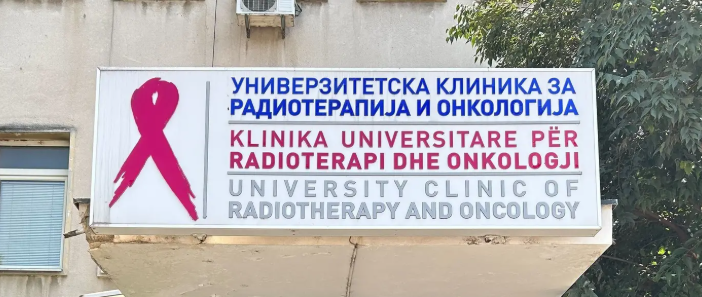 УНИВЕРЗИТЕТСКА КЛИНИКА ЗА
РАДИОТЕРАПИЈА И ОНКОЛОГИЈА
KLINIKA UNIVERSITARE PËR
RADIOTERAPI DHE ONKOLOGJI
UNIVERSITY CLINIC OF
RADIOTHERAPY AND ONCOLOGY